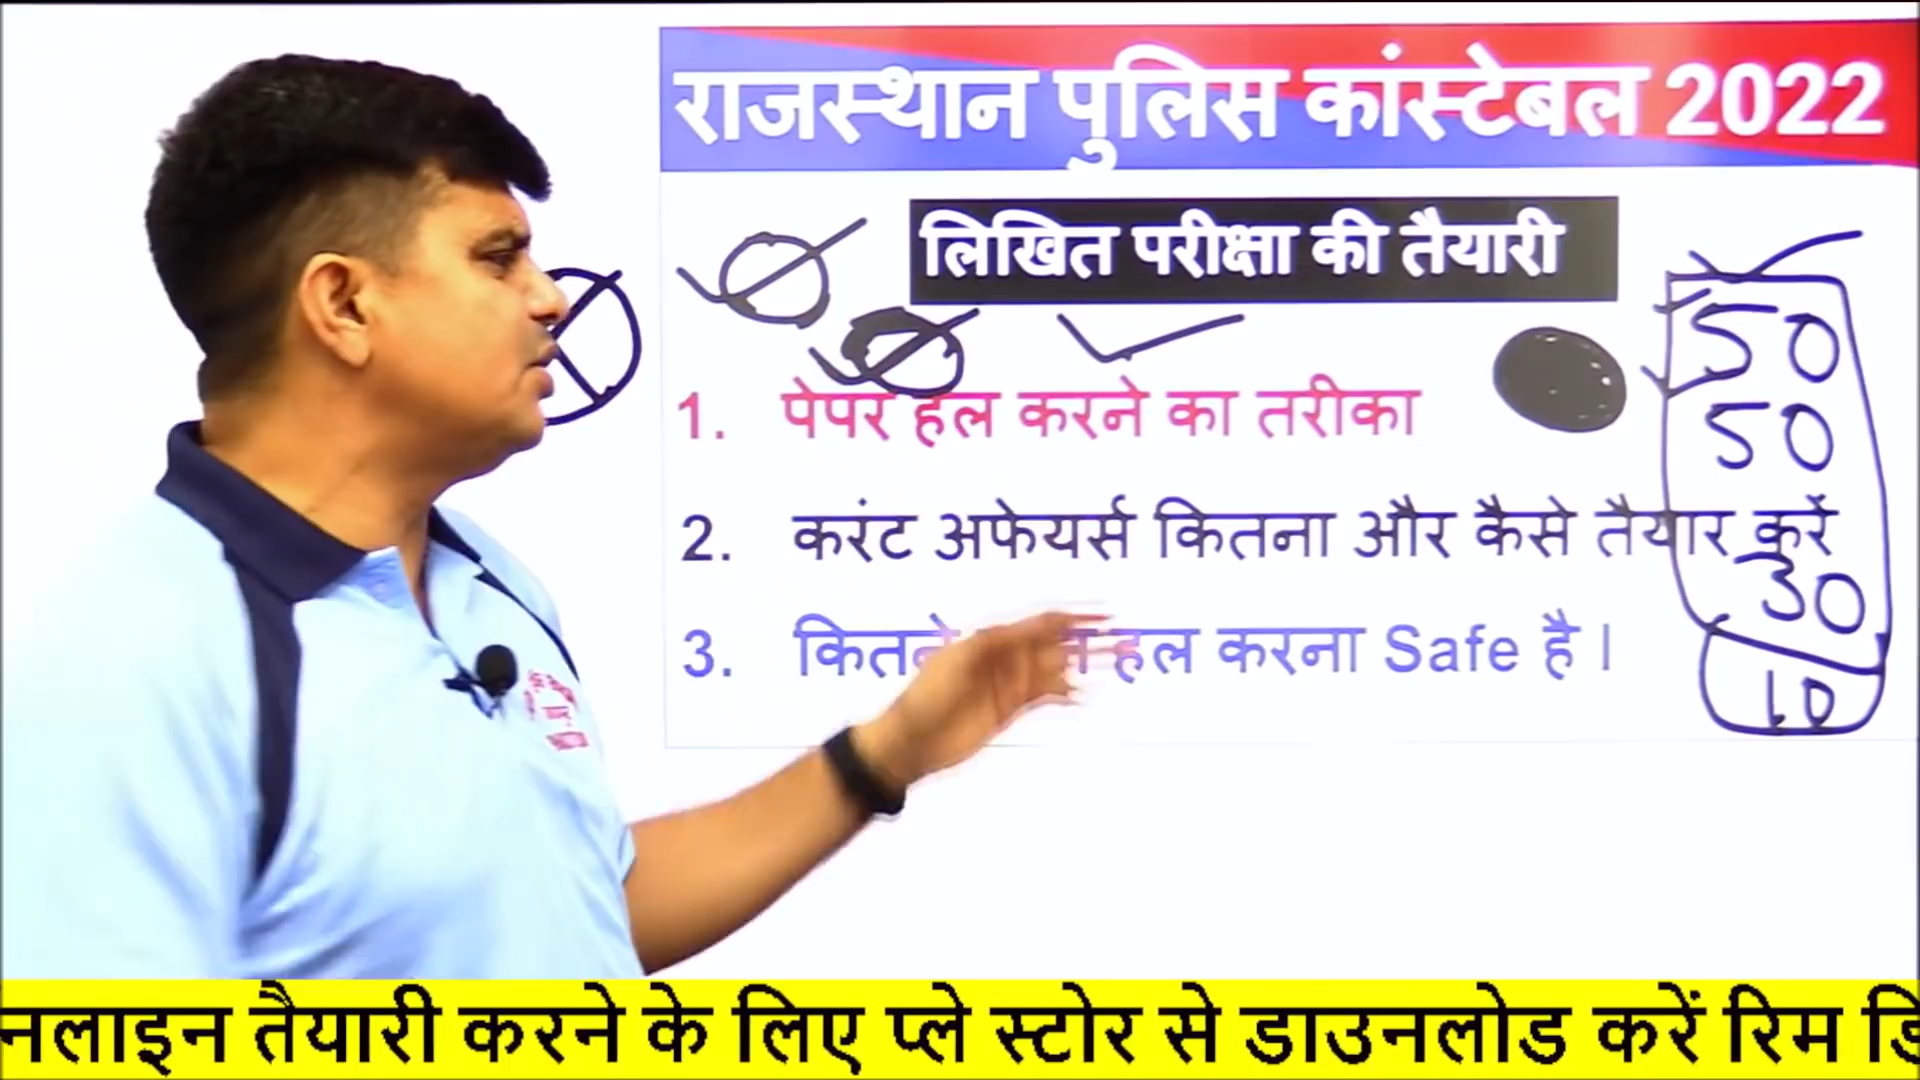 राजस्थान पुलिस कांस्टेबल 2022
लिखित परीक्षा की तैयारी
1. पेपर हल करने का तरीका
2. करंट अफेयर्स कितना और कैसे तैयार करें
3. हल करना Safe है।
50
50
30
10
नलाइन तैयारी करने के लिए प्ले स्टोर से डाउनलोड करें रिम